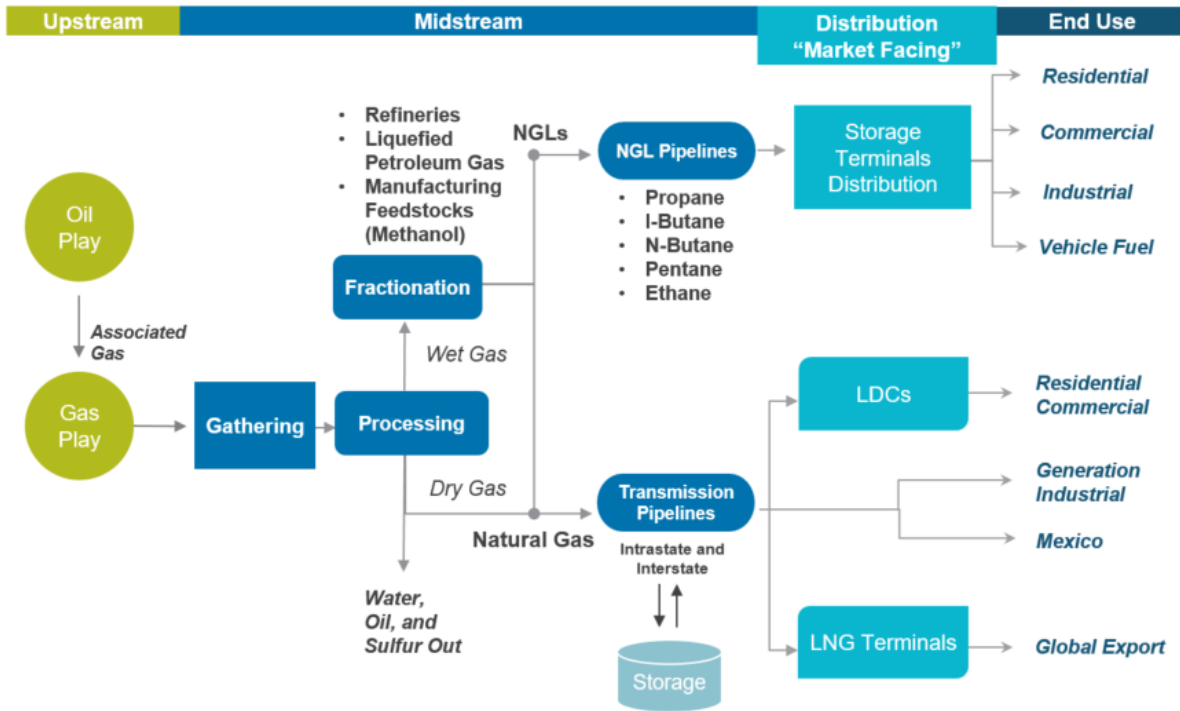 Upstream
Midstream
Distribution
“Market Facing”
End Use
Oil
Play
Associated
Gas
Gas
Play
Gathering
• Refineries
• Liquefied
Petroleum Gas
• Manufacturing
Feedstocks
(Methanol)
Fractionation
Wet Gas
Processing
Dry Gas
Water,
Oil, and
Sulfur Out
NGLs
NGL Pipelines
• Propane
• I-Butane
• N-Butane
• Pentane
• Ethane
Natural Gas
Transmission
Pipelines
Intrastate and
Interstate
Storage
Storage
Terminals
Distribution
Residential
Commercial
Industrial
Vehicle Fuel
LDCs
Residential
Commercial
Generation
Industrial
Mexico
LNG Terminals
Global Export